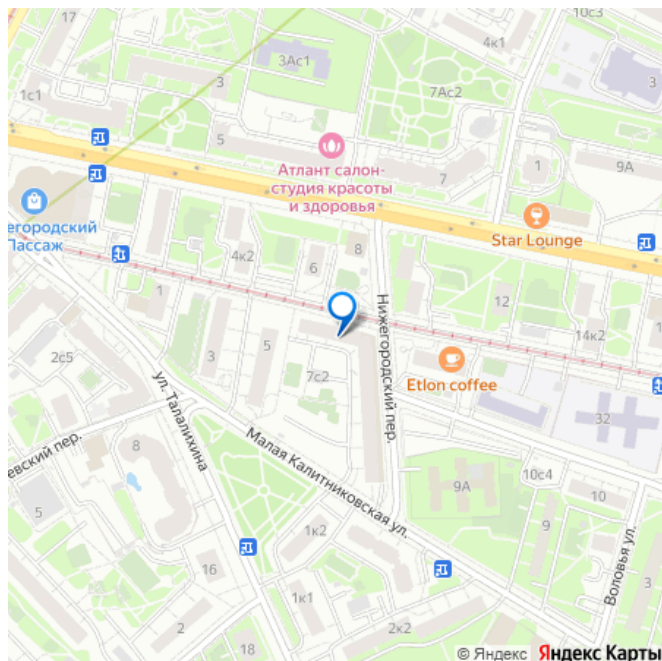 10с3
4к1
3Ас1
3
3
7Ас2
1с1
5
7
1
9А
Атлант салон-
студия красоты
и здоровья
егородский
Пассаж
Star Lounge
4к2
6
8
1
12
14к2
2с5
3
5
7с2
Нижегородский пер.
Etlon coffee
32
ул. Талалихина
евский пер.
8
Малая Калитниковская ул.
5
9А
10с4
10
9
1к2
16
1к1
Воловья ул.
3
2
18
2к2
© Яндекс Яндекс Карты